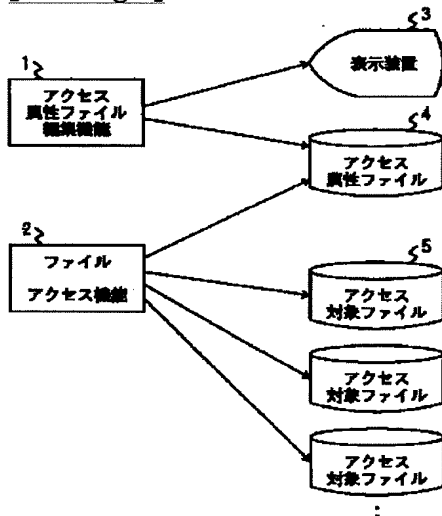 1
アクセス
属性ファイル
編集機能
3
表示装置
4
アクセス
属性ファイル
2
ファイル
アクセス機能
5
アクセス
対象ファイル
アクセス
対象ファイル
アクセス
対象ファイル